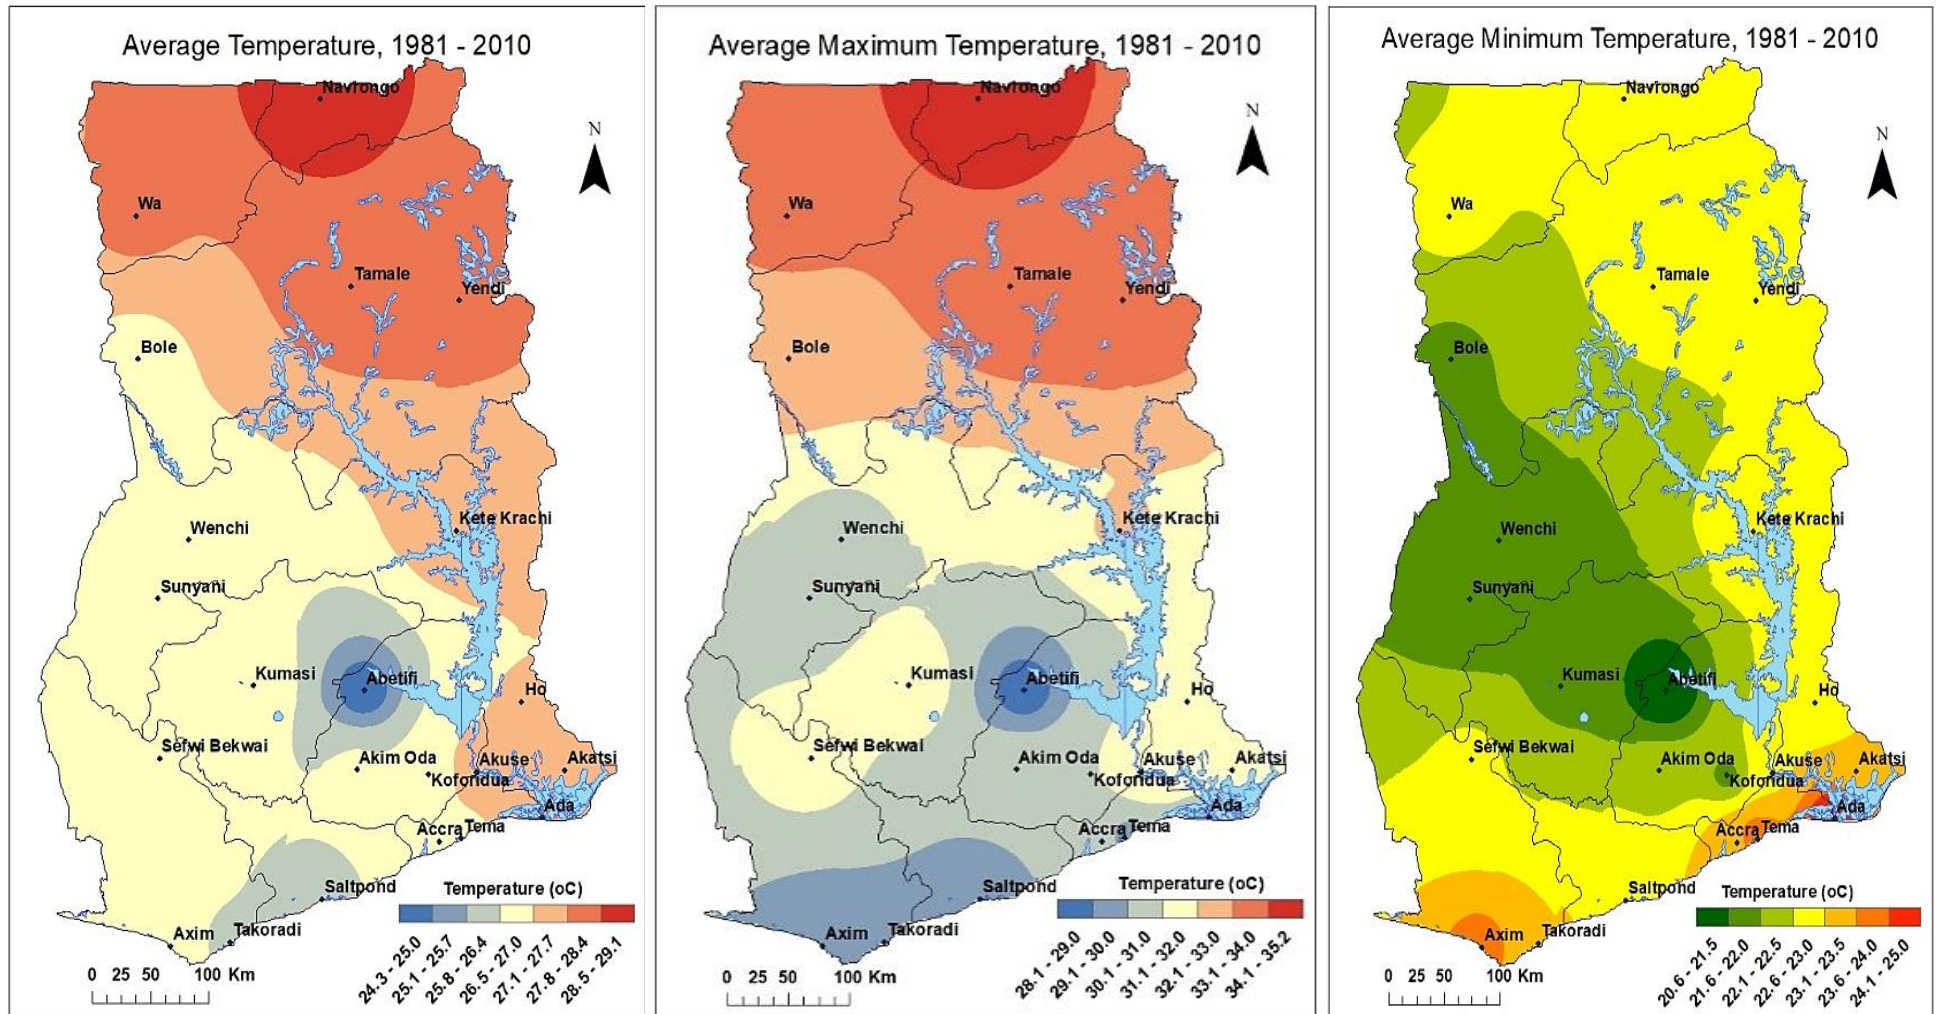 Average Temperature, 1981 - 2010
Navrongo
N
Wa
Tamale
Yendi
Bole
Kete Krachi
Wenchi
Sunyani
Kumasi
Abetifi
Ho
Sefwi Bekwai
Akim Oda
Akuse
Akatsi
Kofondua
Ada
Accra
Tema
Saltpond
Axim
Takoradi
Temperature (oC)
24.3 - 25.0
25.1 - 25.7
25.8 - 26.4
26.5 - 27.0
27.1 - 27.7
27.8 - 28.4
28.5 - 29.1
0 25 50 100 Km
Average Maximum Temperature, 1981 - 2010
Navrongo
N
Wa
Tamale
Yendi
Bole
Kete Krachi
Wenchi
Sunyani
Kumasi
Abetifi
Ho
Sefwi Bekwai
Akim Oda
Akuse
Akatsi
Kofondua
Ada
Accra
Tema
Saltpond
Axim
Takoradi
Temperature (oC)
28.1 - 29.0
29.1 - 30.0
30.1 - 31.0
31.1 - 32.0
32.1 - 33.0
33.1 - 34.0
34.1 - 35.2
0 25 50 100 Km
Average Minimum Temperature, 1981 - 2010
Navrongo
N
Wa
Tamale
Yendi
Bole
Kete Krachi
Wenchi
Sunyani
Kumasi
Abetifi
Ho
Sefwi Bekwai
Akim Oda
Akuse
Akatsi
Kofondua
Ada
Accra
Tema
Saltpond
Axim
Takoradi
Temperature (oC)
20.6 - 21.5
21.6 - 22.0
22.1 - 22.5
22.6 - 23.0
23.1 - 23.5
23.6 - 24.0
24.1 - 25.0
0 25 50 100 Km